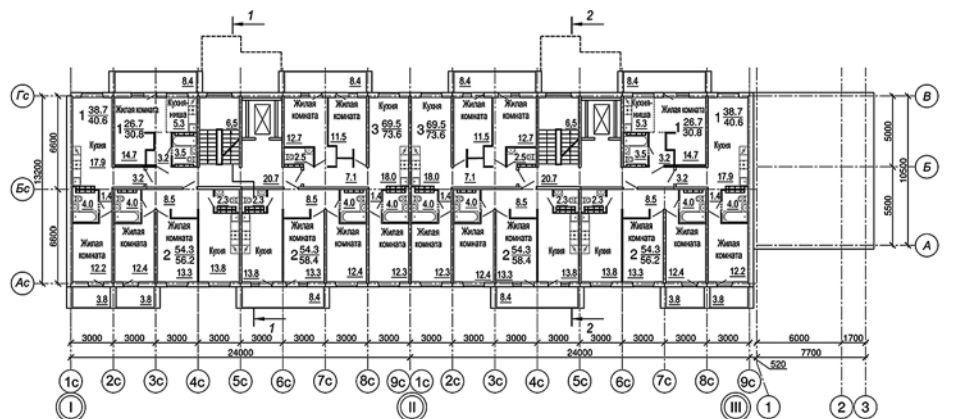 1 2
8.4 8.4 8.4 8.4
Гс В
1 38.7 40.6 Жилая комната 1 26.7 30.8 Кухня-ниша 5.3 6.5 Жилая комната Жилая комната Кухня Кухня Жилая комната Жилая комната 6.5 Кухня-ниша 5.3 Жилая комната 1 26.7 30.8 1 38.7 40.6
12.7 11.5 3 69.5 73.6 3 69.5 73.6 11.5 12.7
Кухня 17.9 14.7 3.2 3.5 2.5 2.5 3.5 3.2 14.7 Кухня 17.9
6600 13200 6600
5000 10500 5500
Бс Б
3.2 20.7 7.1 18.0 18.0 7.1 20.7 3.2
4.0 1.4 4.0 8.5 2.3 2.3 8.5 4.0 1.4 4.0 4.0 1.4 4.0 8.5 2.3 2.3 8.5 4.0 1.4 4.0
Жилая комната Жилая комната Жилая комната Кухня Кухня Жилая комната Жилая комната Жилая комната Жилая комната Жилая комната Жилая комната Кухня Кухня Жилая комната Жилая комната Жилая комната
2 54.3 56.2 2 54.3 58.4 2 54.3 58.4 2 54.3 56.2
12.2 12.4 13.3 13.8 13.8 13.3 12.4 12.3 12.3 12.4 13.3 13.8 13.8 13.3 12.4 12.2
Ас А
3.8 3.8 8.4 8.4 3.8 3.8
1 2
3000 3000 3000 3000 3000 3000 3000 3000 3000 3000 3000 3000 3000 3000 3000 3000 6000 1700
24000 24000 520 7700
1с 2с 3с 4с 5с 6с 7с 8с 9с 1с 2с 3с 4с 5с 6с 7с 8с 9с 1 2 3
I II III